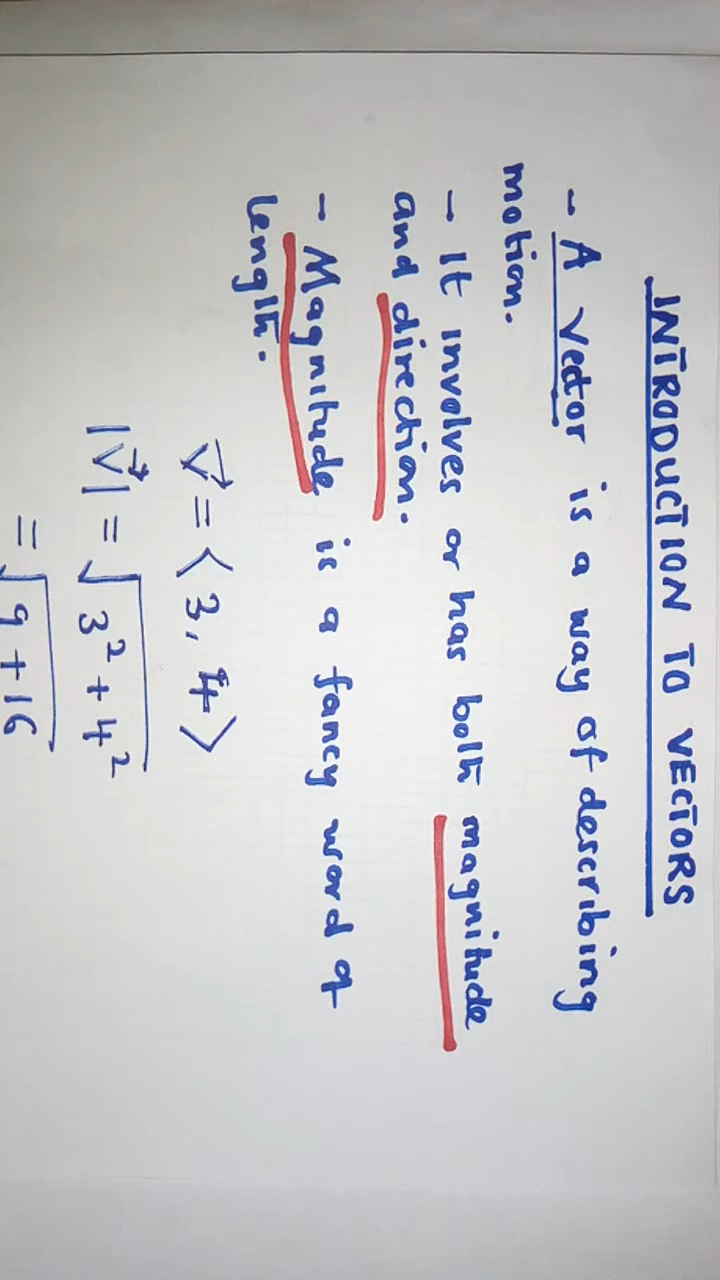 INTRODUCTION TO VECTORS
- A vector is a way of describing
motion.
- It involves or has both magnitude
and direction.
- Magnitude is a fancy word of
length.
V⃗ = ⟨3, 4⟩
|V⃗| = √(3² + 4²)
= √(9 + 16)